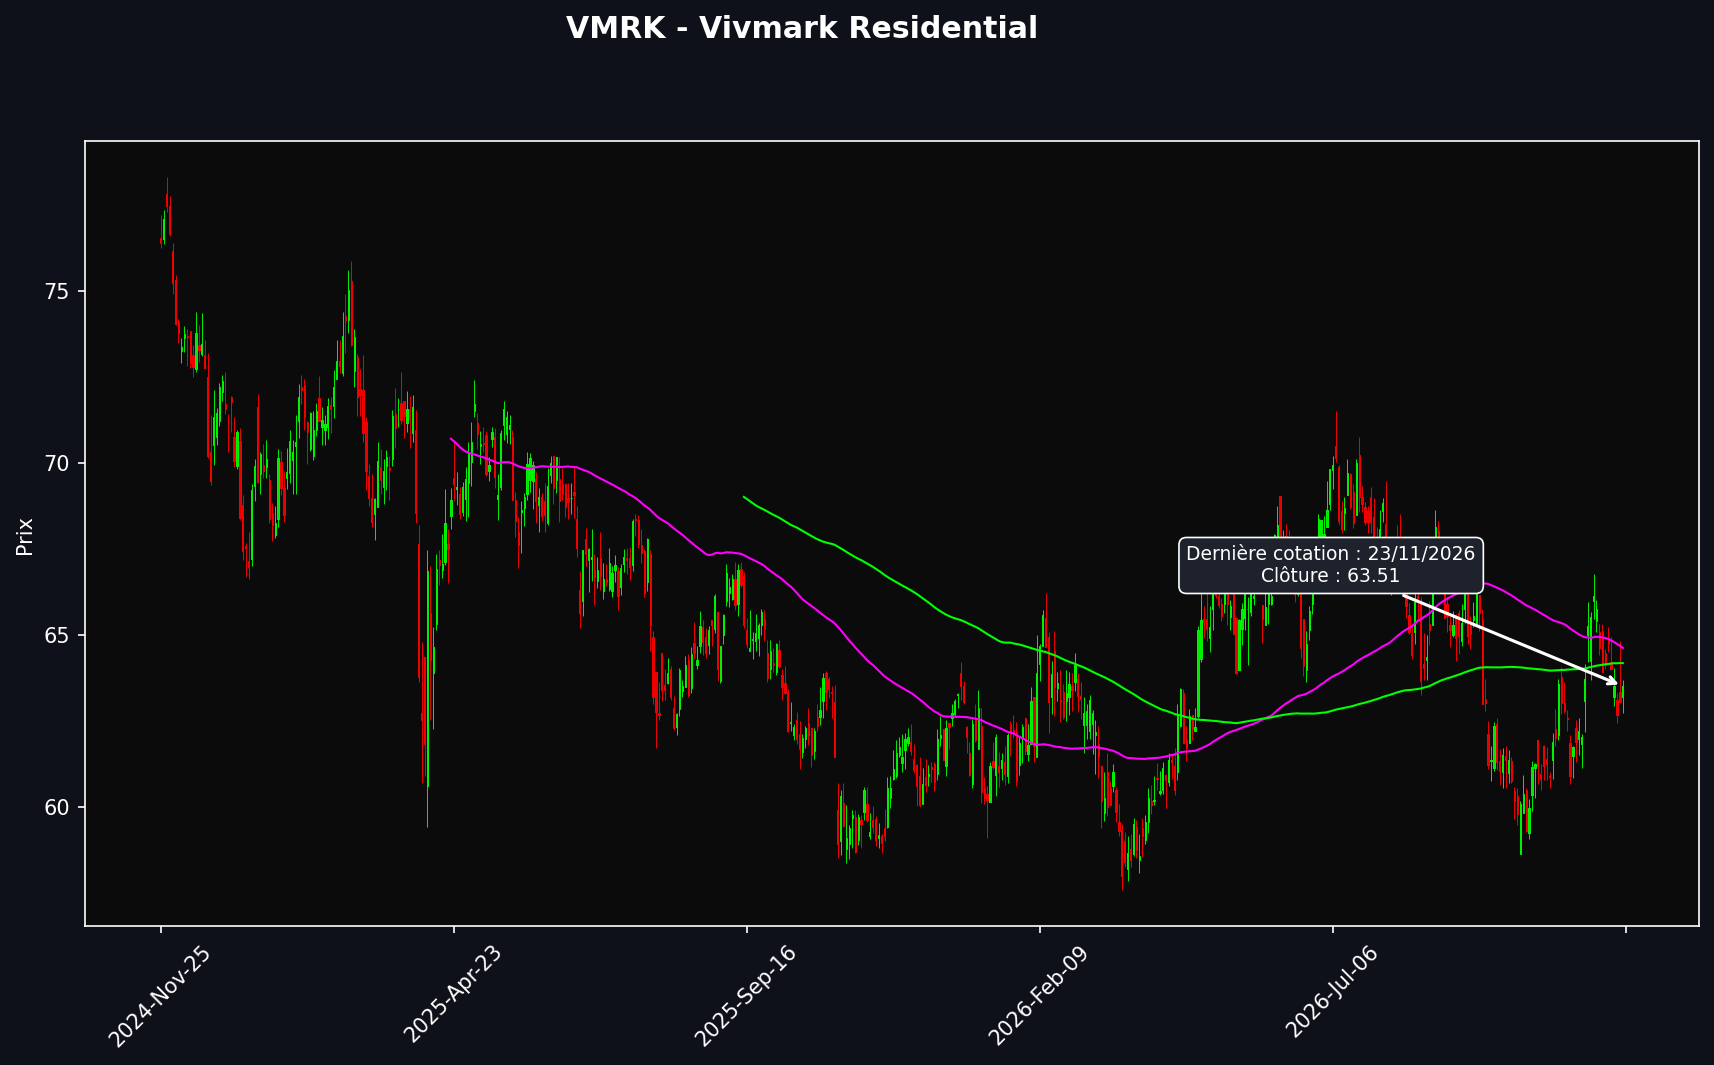 VMRK - Vivmark Residential
Prix
75
70
65
60
Dernière cotation : 23/11/2026
Clôture : 63.51
2024-Nov-25
2025-Apr-23
2025-Sep-16
2026-Feb-09
2026-Jul-06